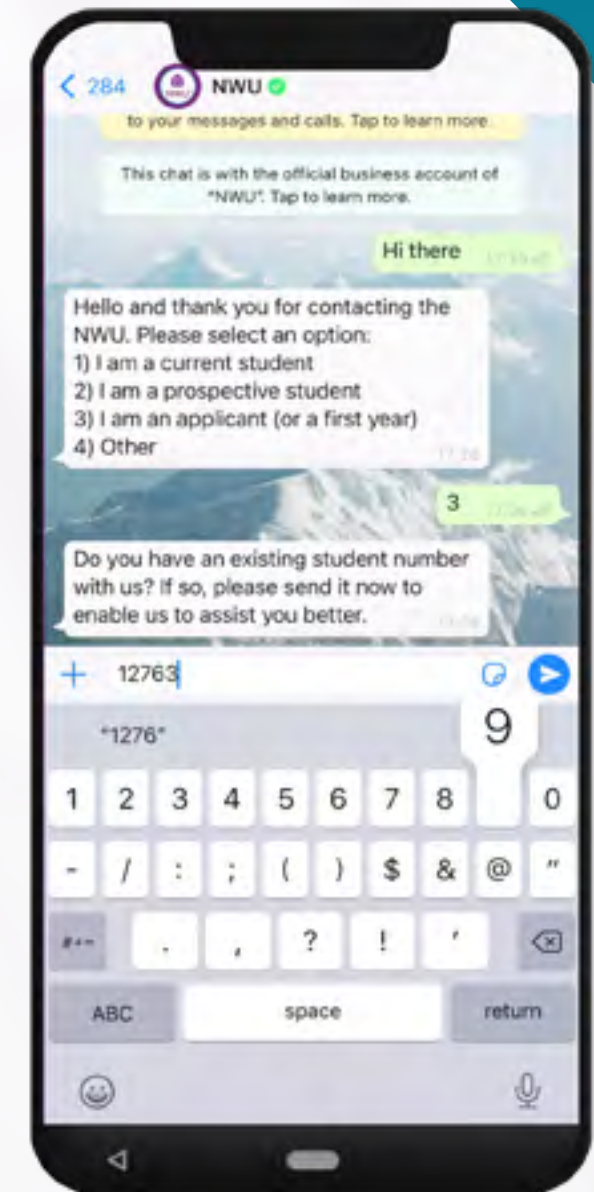 284 NWU
to your messages and calls. Tap to learn more.
This chat is with the official business account of
"NWU". Tap to learn more.
Hi there
Hello and thank you for contacting the
NWU. Please select an option:
1) I am a current student
2) I am a prospective student
3) I am an applicant (or a first year)
4) Other
3
Do you have an existing student number
with us? If so, please send it now to
enable us to assist you better.
12763
"1276"
9
1 2 3 4 5 6 7 8 0
- / : ; ( ) $ & @ "
#+= . , ? ! '
ABC space return